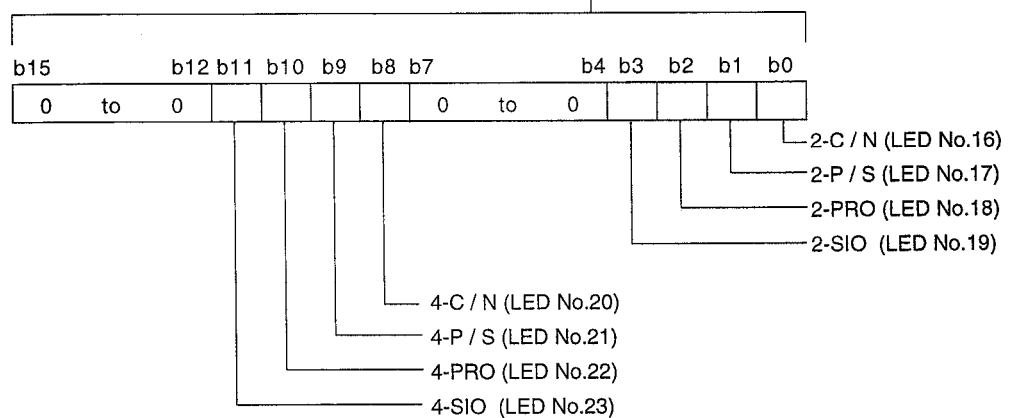 b15 b12 b11 b10 b9 b8 b7 b4 b3 b2 b1 b0
0 to 0 0 to 0
2-C / N (LED No.16)
2-P / S (LED No.17)
2-PRO (LED No.18)
2-SIO (LED No.19)
4-C / N (LED No.20)
4-P / S (LED No.21)
4-PRO (LED No.22)
4-SIO (LED No.23)